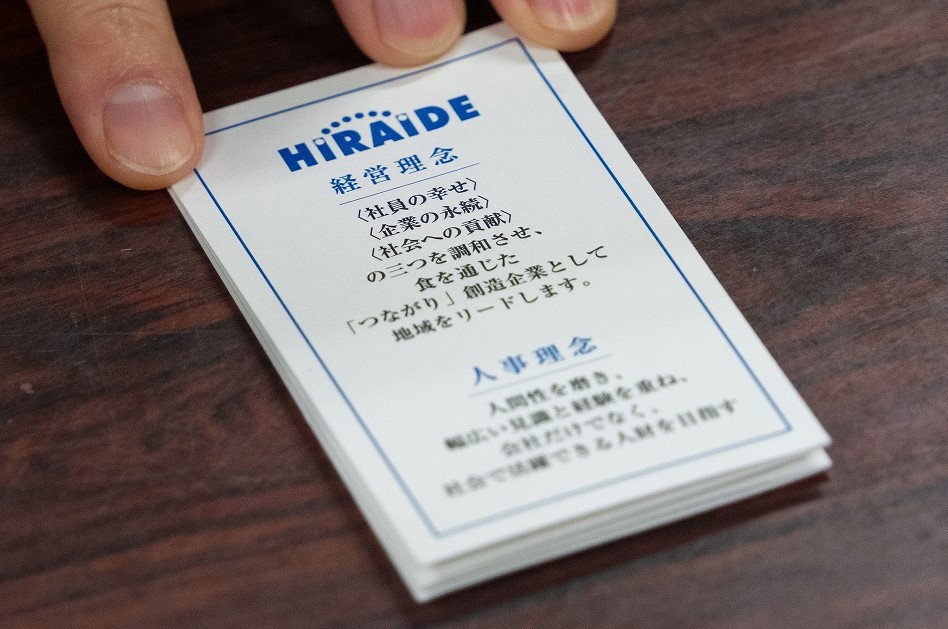 HiRAiDE
経営理念
〈社員の幸せ〉
〈企業の永続〉
〈社会への貢献〉
の三つを調和させ、
食を通じた
「つながり」創造企業として
地域をリードします。
人事理念
人間性を磨き、
幅広い見識と経験を重ね、
会社だけでなく、
社会で活躍できる人財を目指す